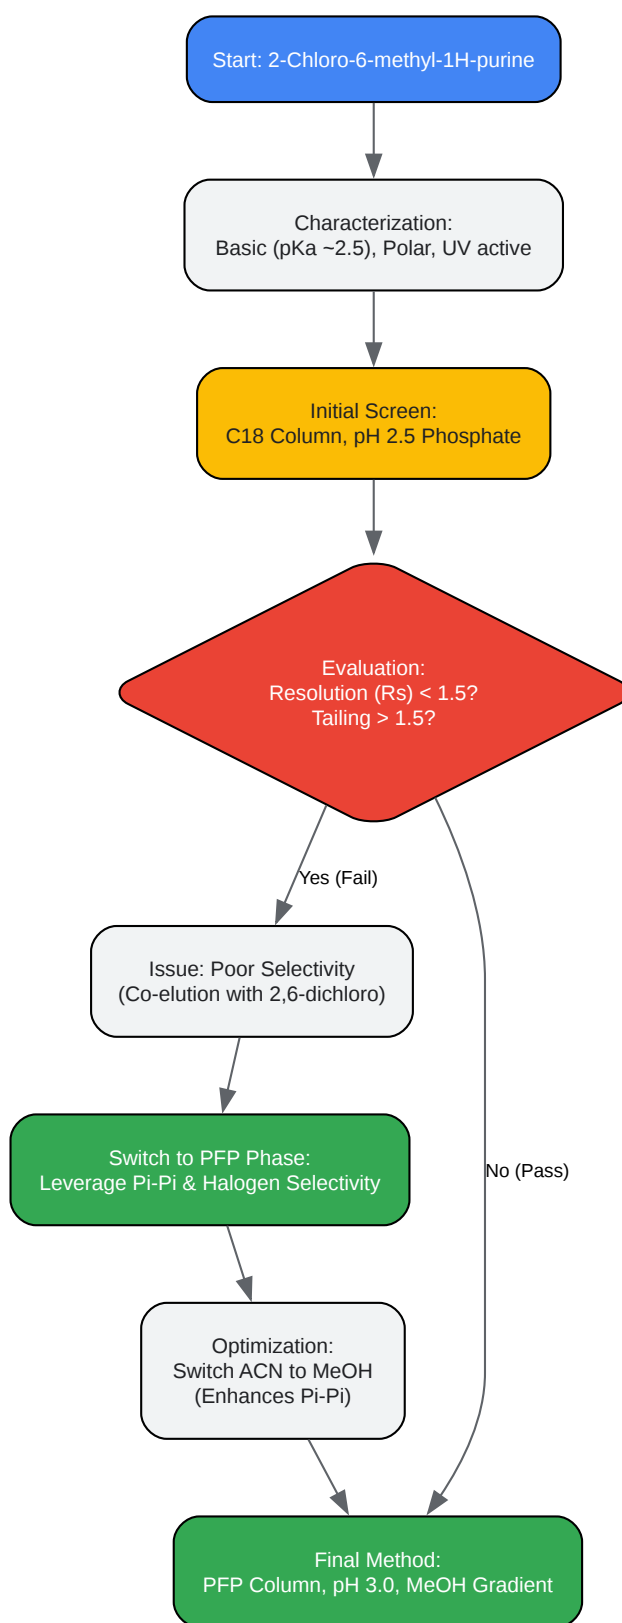 Start: 2-Chloro-6-methyl-1H-purine
Characterization:
Basic (pKa ~2.5), Polar, UV active
Initial Screen:
C18 Column, pH 2.5 Phosphate
Evaluation:
Resolution (Rs) < 1.5?
Tailing > 1.5?
Yes (Fail)
Issue: Poor Selectivity
(Co-elution with 2,6-dichloro)
Switch to PFP Phase:
Leverage Pi-Pi & Halogen Selectivity
No (Pass)
Optimization:
Switch ACN to MeOH
(Enhances Pi-Pi)
Final Method:
PFP Column, pH 3.0, MeOH Gradient